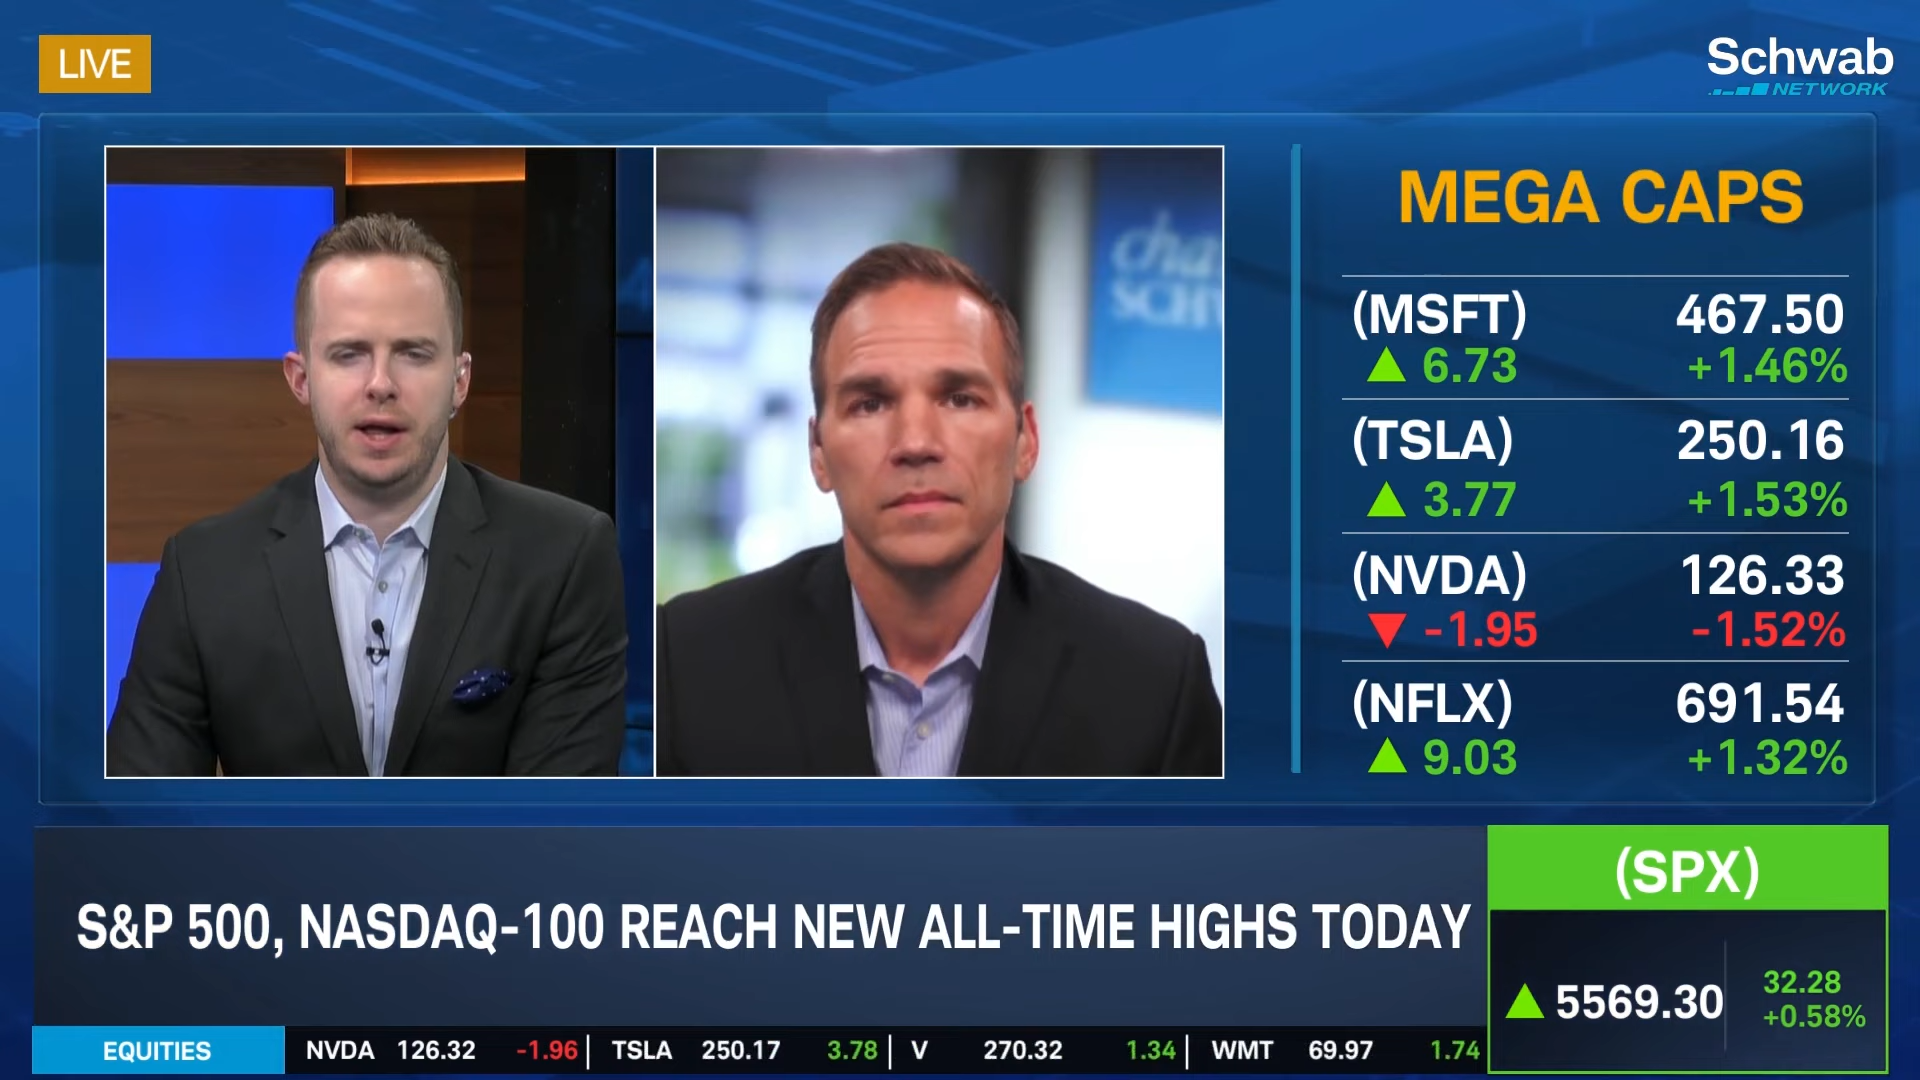 LIVE
Schwab
NETWORK
cha
SCHW
MEGA CAPS
(MSFT) 467.50
▲ 6.73 +1.46%
(TSLA) 250.16
▲ 3.77 +1.53%
(NVDA) 126.33
▼ -1.95 -1.52%
(NFLX) 691.54
▲ 9.03 +1.32%
S&P 500, NASDAQ-100 REACH NEW ALL-TIME HIGHS TODAY
(SPX)
▲ 5569.30 32.28
+0.58%
EQUITIES NVDA 126.32 -1.96 | TSLA 250.17 3.78 | V 270.32 1.34 | WMT 69.97 1.74